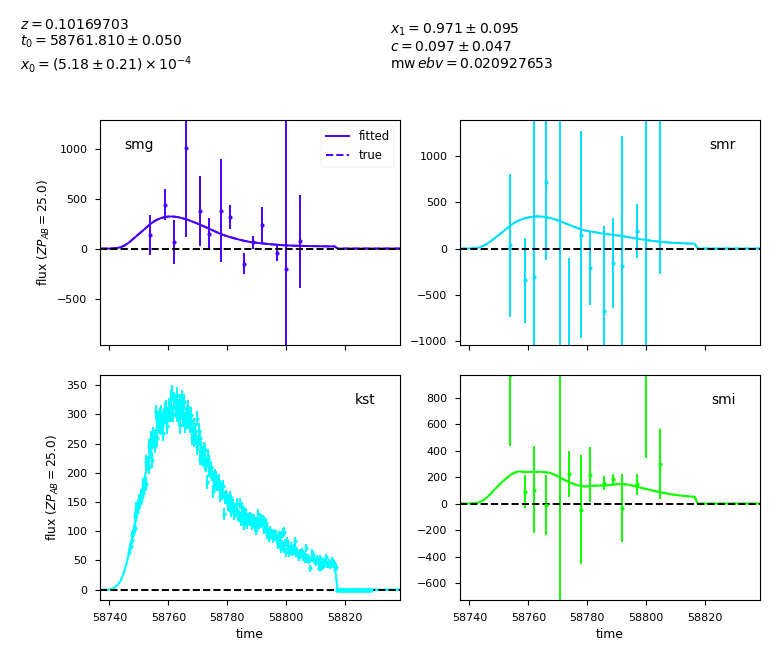 z = 0.10169703
t0 = 58761.810 ± 0.050
x0 = (5.18 ± 0.21) × 10^−4
x1 = 0.971 ± 0.095
c = 0.097 ± 0.047
mw ebv = 0.020927653
smg
fitted
true
1000
500
0
−500
flux (ZP_AB = 25.0)
smr
1000
500
0
−500
−1000
kst
350
300
250
200
150
100
50
0
flux (ZP_AB = 25.0)
58740 58760 58780 58800 58820
time
smi
800
600
400
200
0
−200
−400
−600
58740 58760 58780 58800 58820
time